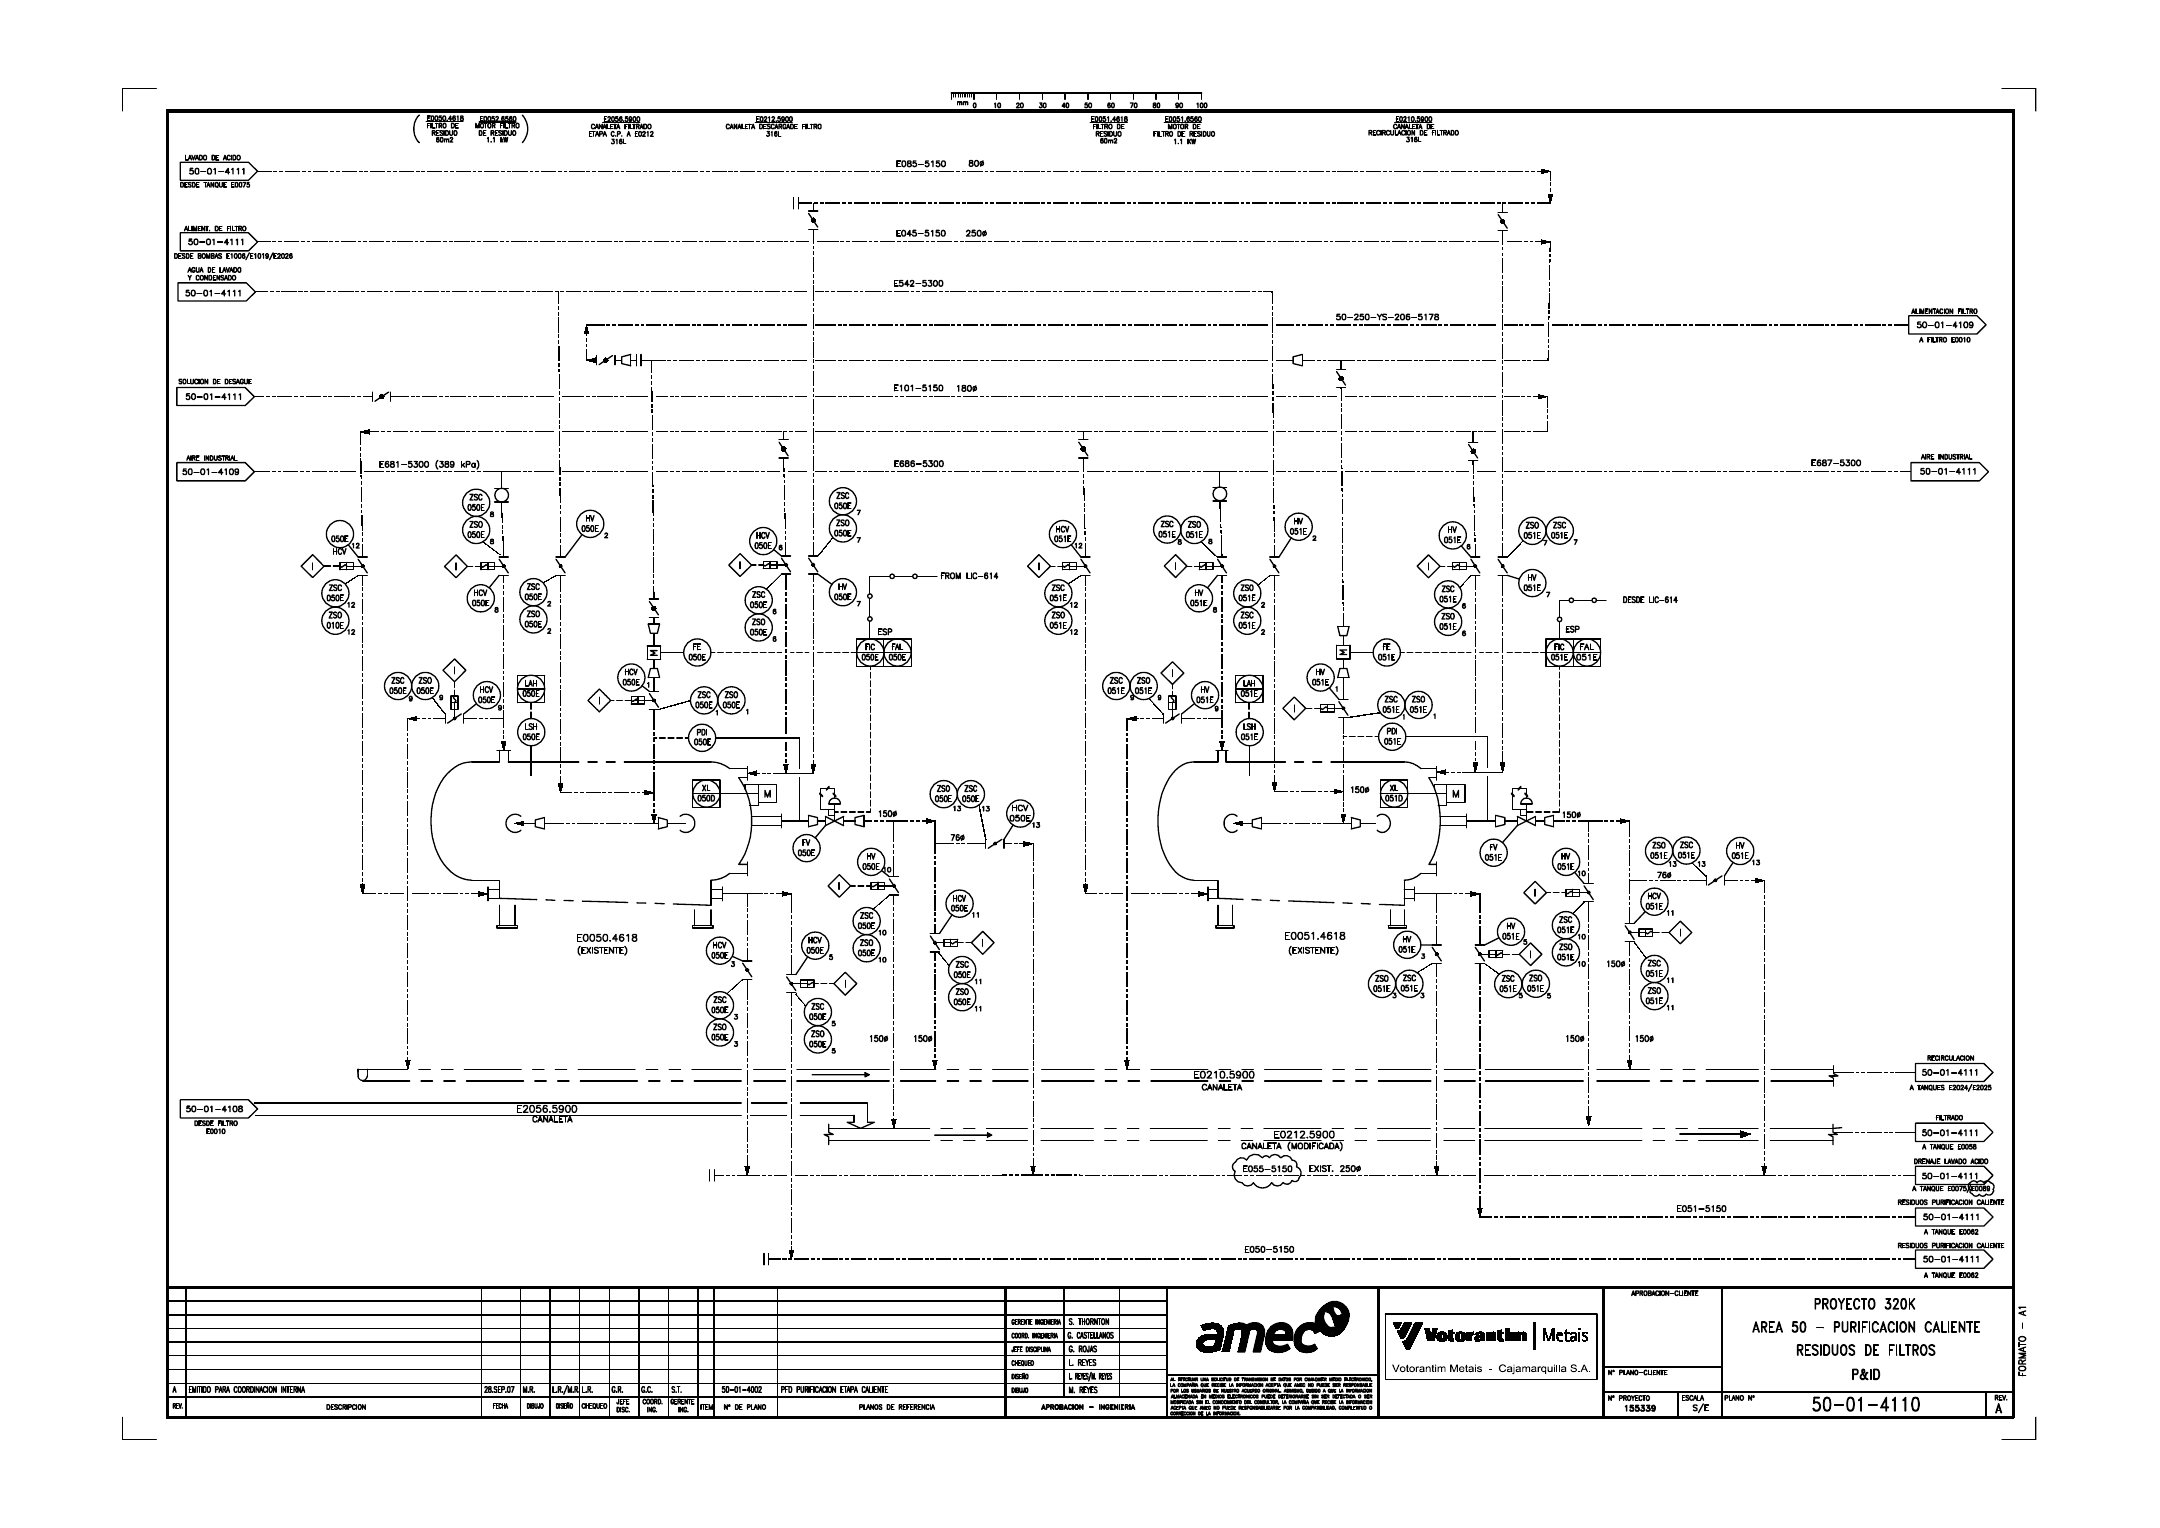 mm 0 10 20 30 40 50 60 70 80 90 100
E0050.4618
FILTRO DE
RESIDUO
60m2
E0052.6560
MOTOR FILTRO
DE RESIDUO
1.1 KW
E2056.5900
CANALETA FILTRADO
ETAPA C.P. A E0212
316L
E0212.5900
CANALETA DESCARGADE FILTRO
316L
E0051.4618
FILTRO DE
RESIDUO
60m2
E0051.6560
MOTOR DE
FILTRO DE RESIDUO
1.1 KW
E0210.5900
CANALETA DE
RECIRCULACION DE FILTRADO
316L
LAVADO DE ACIDO
50-01-4111
DESDE TANQUE E0075
E085-5150 80ø
ALIMENT. DE FILTRO
50-01-4111
DESDE BOMBAS E1006/E1019/E2026
E045-5150 250ø
AGUA DE LAVADO
Y CONDENSADO
50-01-4111
E542-5300
50-250-YS-206-5178
ALIMENTACION FILTRO
50-01-4109
A FILTRO E0010
SOLUCION DE DESAGUE
50-01-4111
E101-5150 180ø
AIRE INDUSTRIAL
50-01-4109
E681-5300 (389 kPa)
E686-5300
E687-5300
AIRE INDUSTRIAL
50-01-4111
050E
HCV
12
ZSC
050E
12
ZSO
010E
12
ZSC
050E
8
ZSO
050E
8
HCV
050E
8
HV
050E
2
ZSC
050E
2
ZSO
050E
2
HCV
050E
6
ZSC
050E
6
ZSO
050E
6
ZSC
050E
7
ZSO
050E
7
HV
050E
7
FROM LIC-614
ESP
FIC
050E
FAL
050E
FE
050E
HCV
050E
1
ZSC
050E
1
ZSO
050E
1
PDI
050E
ZSC
050E
9
ZSO
050E
9
HCV
050E
9
LAH
050E
LSH
050E
XL
050D
M
FV
050E
150ø
ZSO
050E
13
ZSC
050E
13
HCV
050E
13
76ø
HV
050E
10
ZSC
050E
10
ZSO
050E
10
HCV
050E
11
ZSC
050E
11
ZSO
050E
11
HCV
050E
3
ZSC
050E
3
ZSO
050E
3
HCV
050E
5
ZSC
050E
5
ZSO
050E
5
150ø
150ø
E0050.4618
(EXISTENTE)
HCV
051E
12
ZSC
051E
12
ZSO
051E
12
ZSC
051E
8
ZSO
051E
8
HV
051E
8
HV
051E
2
ZSO
051E
2
ZSC
051E
2
HV
051E
6
ZSC
051E
6
ZSO
051E
6
ZSO
051E
7
ZSC
051E
7
HV
051E
7
DESDE LIC-614
ESP
FIC
051E
FAL
051E
FE
051E
HV
051E
1
ZSC
051E
1
ZSO
051E
1
PDI
051E
ZSC
051E
9
ZSO
051E
9
HV
051E
9
LAH
051E
LSH
051E
150ø
XL
051D
M
FV
051E
150ø
ZSO
051E
13
ZSC
051E
13
HV
051E
13
76ø
HV
051E
10
ZSC
051E
10
ZSO
051E
10
HCV
051E
11
ZSC
051E
11
ZSO
051E
11
150ø
HV
051E
3
ZSO
051E
3
ZSC
051E
3
HV
051E
5
ZSC
051E
5
ZSO
051E
5
150ø
150ø
E0051.4618
(EXISTENTE)
E0210.5900
CANALETA
RECIRCULACION
50-01-4111
A TANQUES E2024/E2025
50-01-4108
DESDE FILTRO
E0010
E2056.5900
CANALETA
E0212.5900
CANALETA (MODIFICADA)
FILTRADO
50-01-4111
A TANQUE E0058
E055-5150 EXIST. 250ø
DRENAJE LAVADO ACIDO
50-01-4111
A TANQUE E0075/E0089
E051-5150
RESIDUOS PURIFICACION CALIENTE
50-01-4111
A TANQUE E0062
E050-5150
RESIDUOS PURIFICACION CALIENTE
50-01-4111
A TANQUE E0062
A EMITIDO PARA COORDINACION INTERNA 28.SEP.07 M.R. L.R./M.R. L.R. G.R. G.C. S.T.
50-01-4002 PFD PURIFICACION ETAPA CALIENTE
REV. DESCRIPCION FECHA DIBUJO DISEÑO CHEQUEO JEFE DISC. COORD. ING. GERENTE ING. ITEM Nº DE PLANO PLANOS DE REFERENCIA
GERENTE INGENIERIA S. THORNTON
COORD. INGENIERIA G. CASTELLANOS
JEFE DISCIPLINA G. ROJAS
CHEQUEO L. REYES
DISEÑO L. REYES/M. REYES
DIBUJO M. REYES
APROBACION - INGENIERIA
amec
Votorantim | Metais
Votorantim Metais - Cajamarquilla S.A.
APROBACION-CLIENTE
Nº PLANO-CLIENTE
Nº PROYECTO
155339
ESCALA
S/E
PROYECTO 320K
AREA 50 - PURIFICACION CALIENTE
RESIDUOS DE FILTROS
P&ID
PLANO Nº
50-01-4110
REV.
A
FORMATO - A1